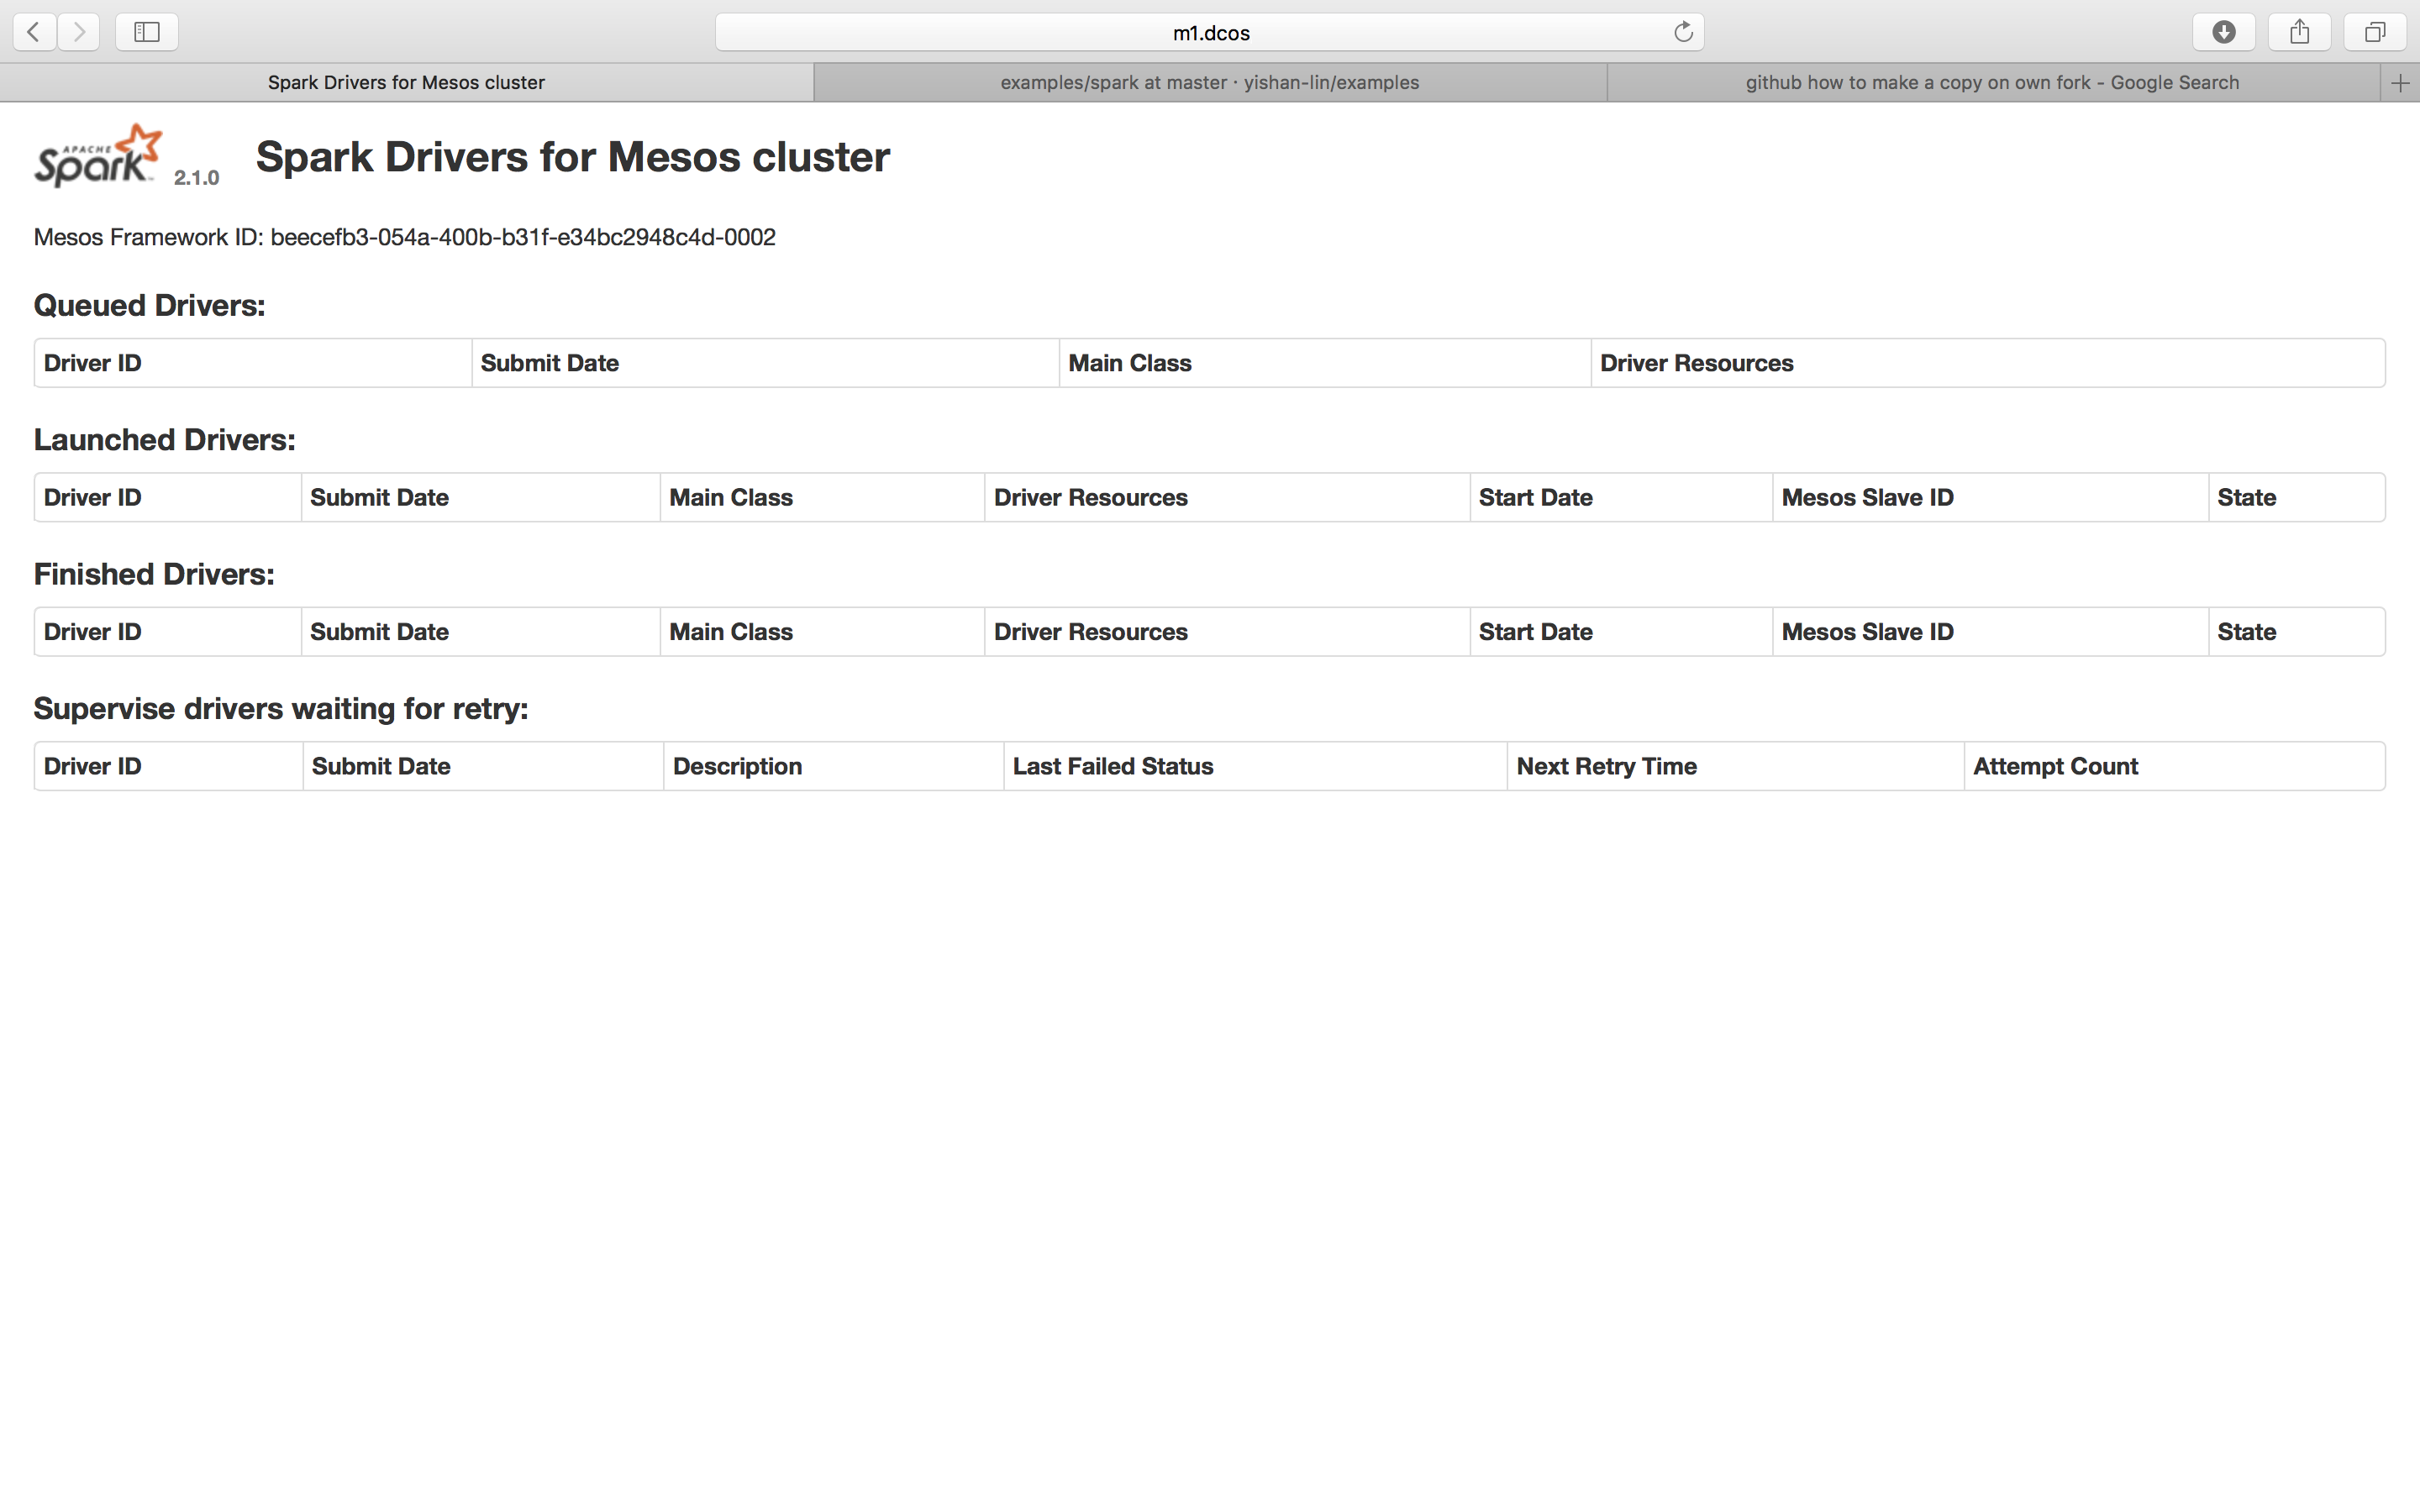 m1.dcos
Spark Drivers for Mesos cluster
examples/spark at master · yishan-lin/examples
github how to make a copy on own fork - Google Search
APACHE
Spark™ 2.1.0
Spark Drivers for Mesos cluster
Mesos Framework ID: beecefb3-054a-400b-b31f-e34bc2948c4d-0002
Queued Drivers:
Driver ID Submit Date Main Class Driver Resources
Launched Drivers:
Driver ID Submit Date Main Class Driver Resources Start Date Mesos Slave ID State
Finished Drivers:
Driver ID Submit Date Main Class Driver Resources Start Date Mesos Slave ID State
Supervise drivers waiting for retry:
Driver ID Submit Date Description Last Failed Status Next Retry Time Attempt Count